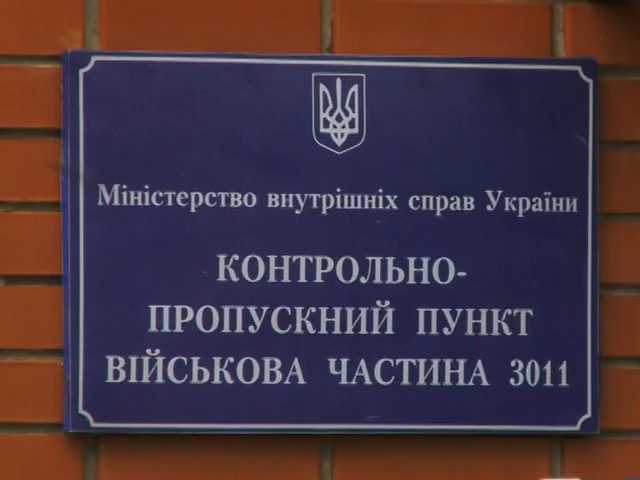 Міністерство внутрішніх справ України
КОНТРОЛЬНО-
ПРОПУСКНИЙ ПУНКТ
ВІЙСЬКОВА ЧАСТИНА 3011